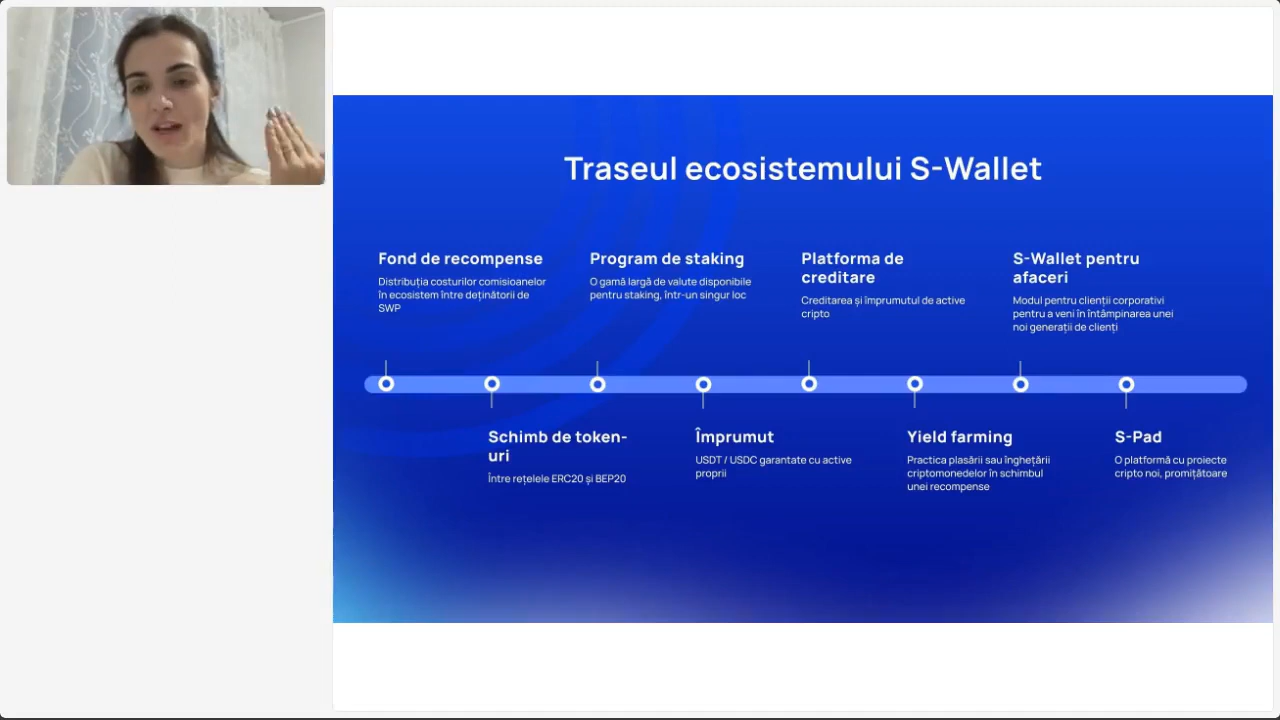 Traseul ecosistemului S-Wallet
Fond de recompense
Distribuția costurilor comisioanelor
în ecosistem între deținătorii de
SWP
Program de staking
O gamă largă de valute disponibile
pentru staking, într-un singur loc
Platforma de
creditare
Creditarea și împrumutul de active
cripto
S-Wallet pentru
afaceri
Modul pentru clienții corporativi
pentru a veni în întâmpinarea unei
noi generații de clienți
Schimb de token-
uri
Între rețelele ERC20 și BEP20
Împrumut
USDT / USDC garantate cu active
proprii
Yield farming
Practica plasării sau înghețării
criptomonedelor în schimbul
unei recompense
S-Pad
O platformă cu proiecte
cripto noi, promițătoare